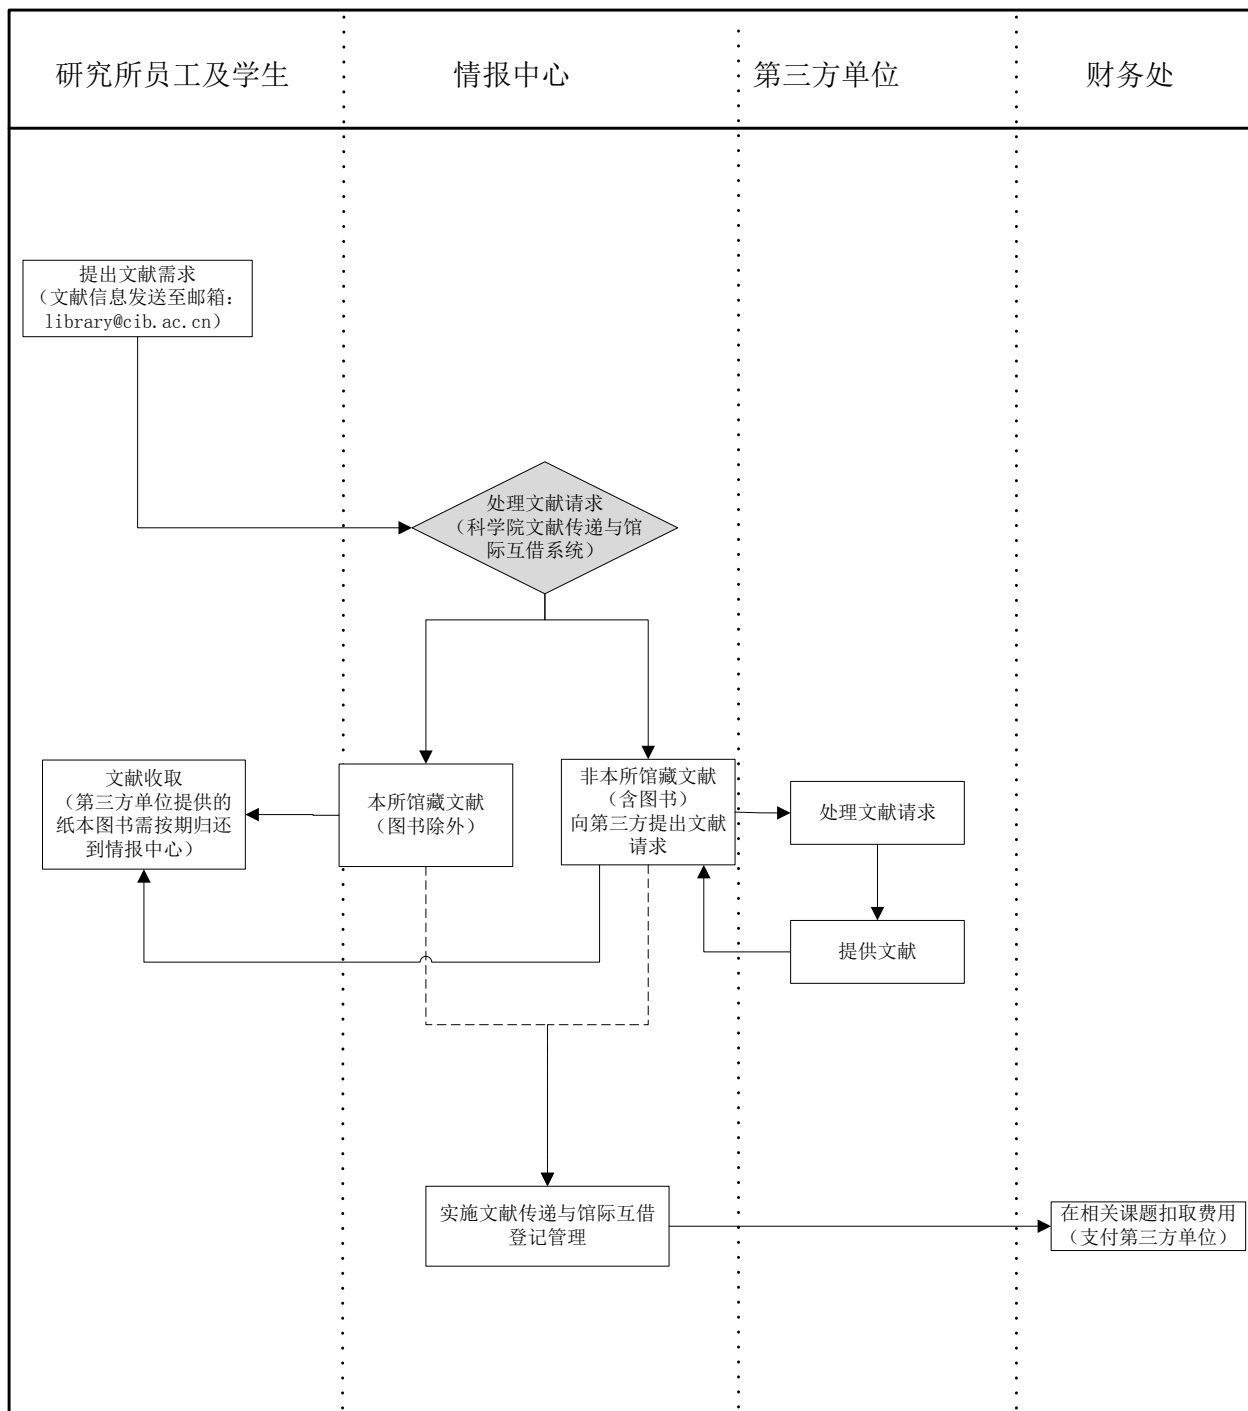 研究所员工及学生
情报中心
第三方单位
财务处
提出文献需求
（文献信息发送至邮箱：
library@cib.ac.cn）
处理文献请求
（科学院文献传递与馆
际互借系统）
文献收取
（第三方单位提供的
纸本图书需按期归还
到情报中心）
本所馆藏文献
（图书除外）
非本所馆藏文献
（含图书）
向第三方提出文献
请求
处理文献请求
提供文献
实施文献传递与馆际互借
登记管理
在相关课题扣取费用
（支付第三方单位）